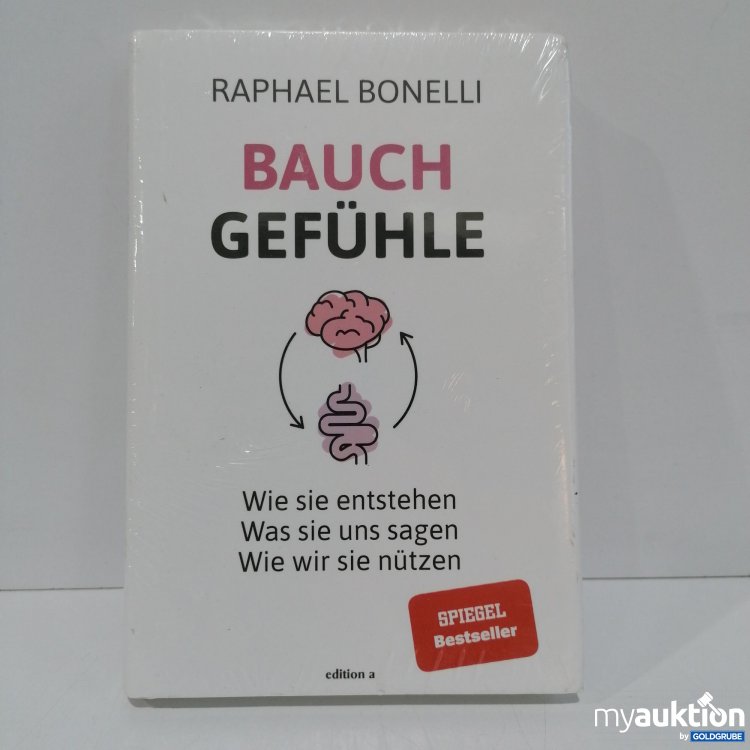 RAPHAEL BONELLI
BAUCH
GEFÜHLE
Wie sie entstehen
Was sie uns sagen
Wie wir sie nützen
SPIEGEL
Bestseller
edition a
myauktion
by GOLDGRUBE